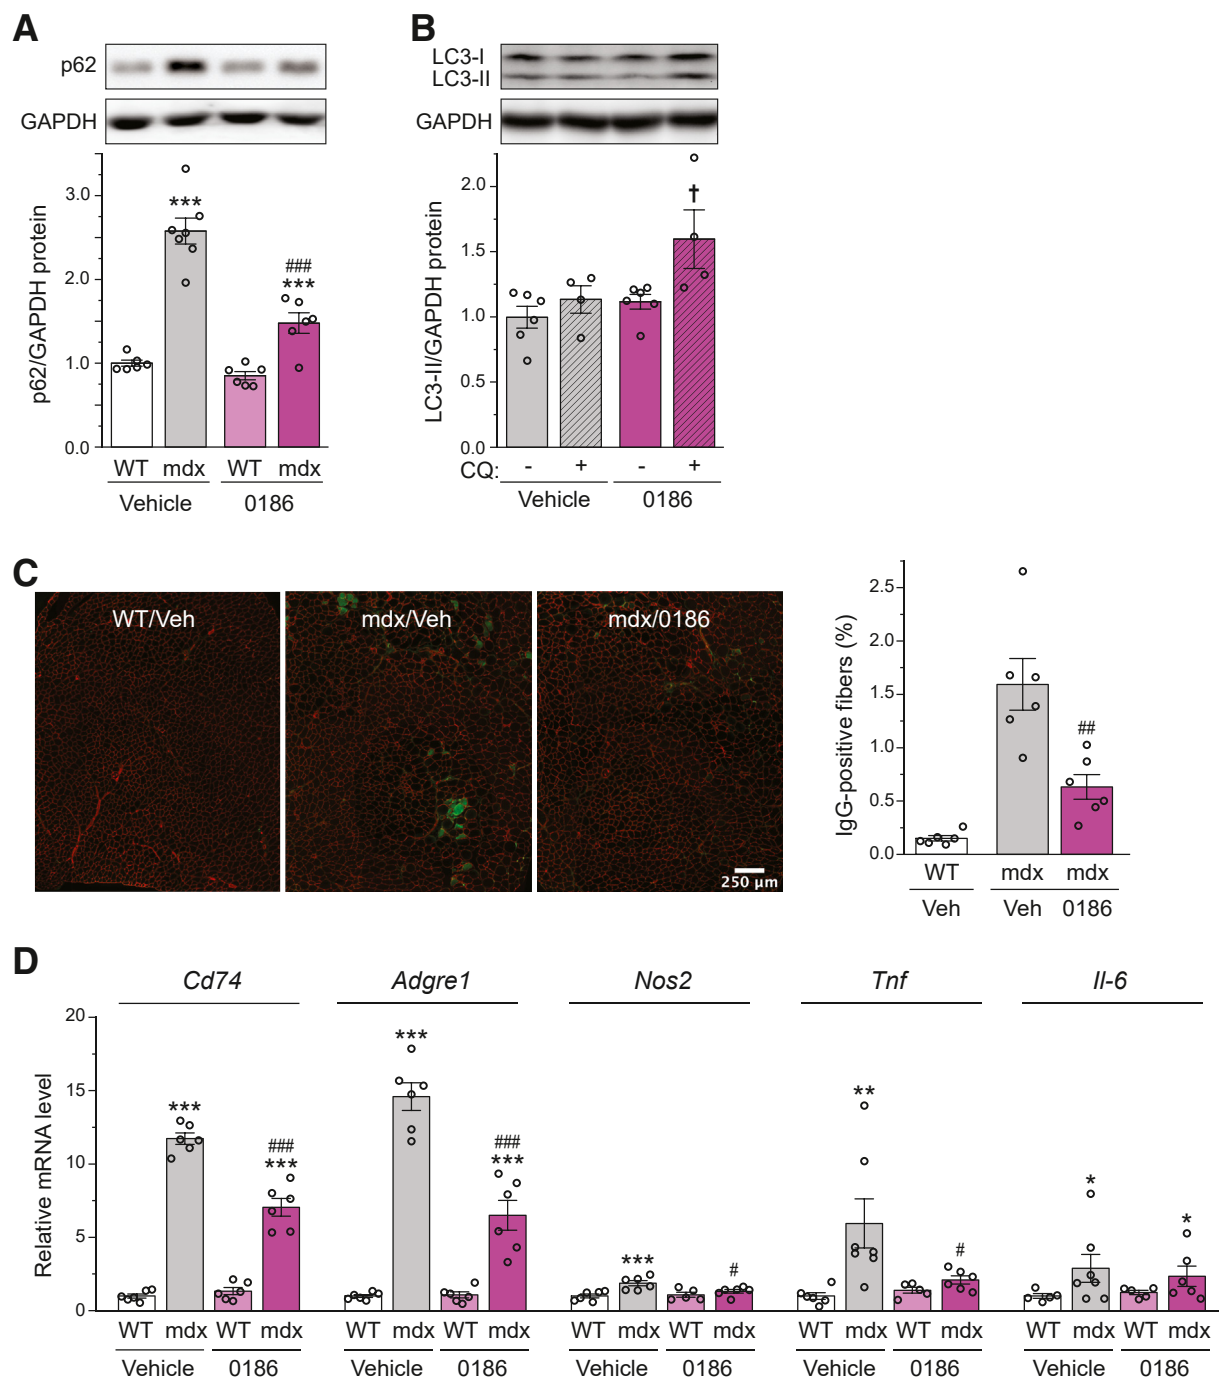 A
p62
GAPDH
p62/GAPDH protein
3.0
2.0
1.0
0.0
***
###
***
WT mdx WT mdx
Vehicle 0186
B
LC3-I
LC3-II
GAPDH
LC3-II/GAPDH protein
2.0
1.5
1.0
0.5
0.0
†
CQ: - + - +
Vehicle 0186
C
WT/Veh
mdx/Veh
mdx/0186
250 µm
IgG-positive fibers (%)
2.5
2.0
1.5
1.0
0.5
0.0
##
WT mdx mdx
Veh Veh 0186
D
Cd74 Adgre1 Nos2 Tnf Il-6
Relative mRNA level
20
15
10
5
0
***
###
***
***
###
***
***
#
**
#
*
*
WT mdx WT mdx WT mdx WT mdx WT mdx WT mdx WT mdx WT mdx WT mdx WT mdx
Vehicle 0186 Vehicle 0186 Vehicle 0186 Vehicle 0186 Vehicle 0186